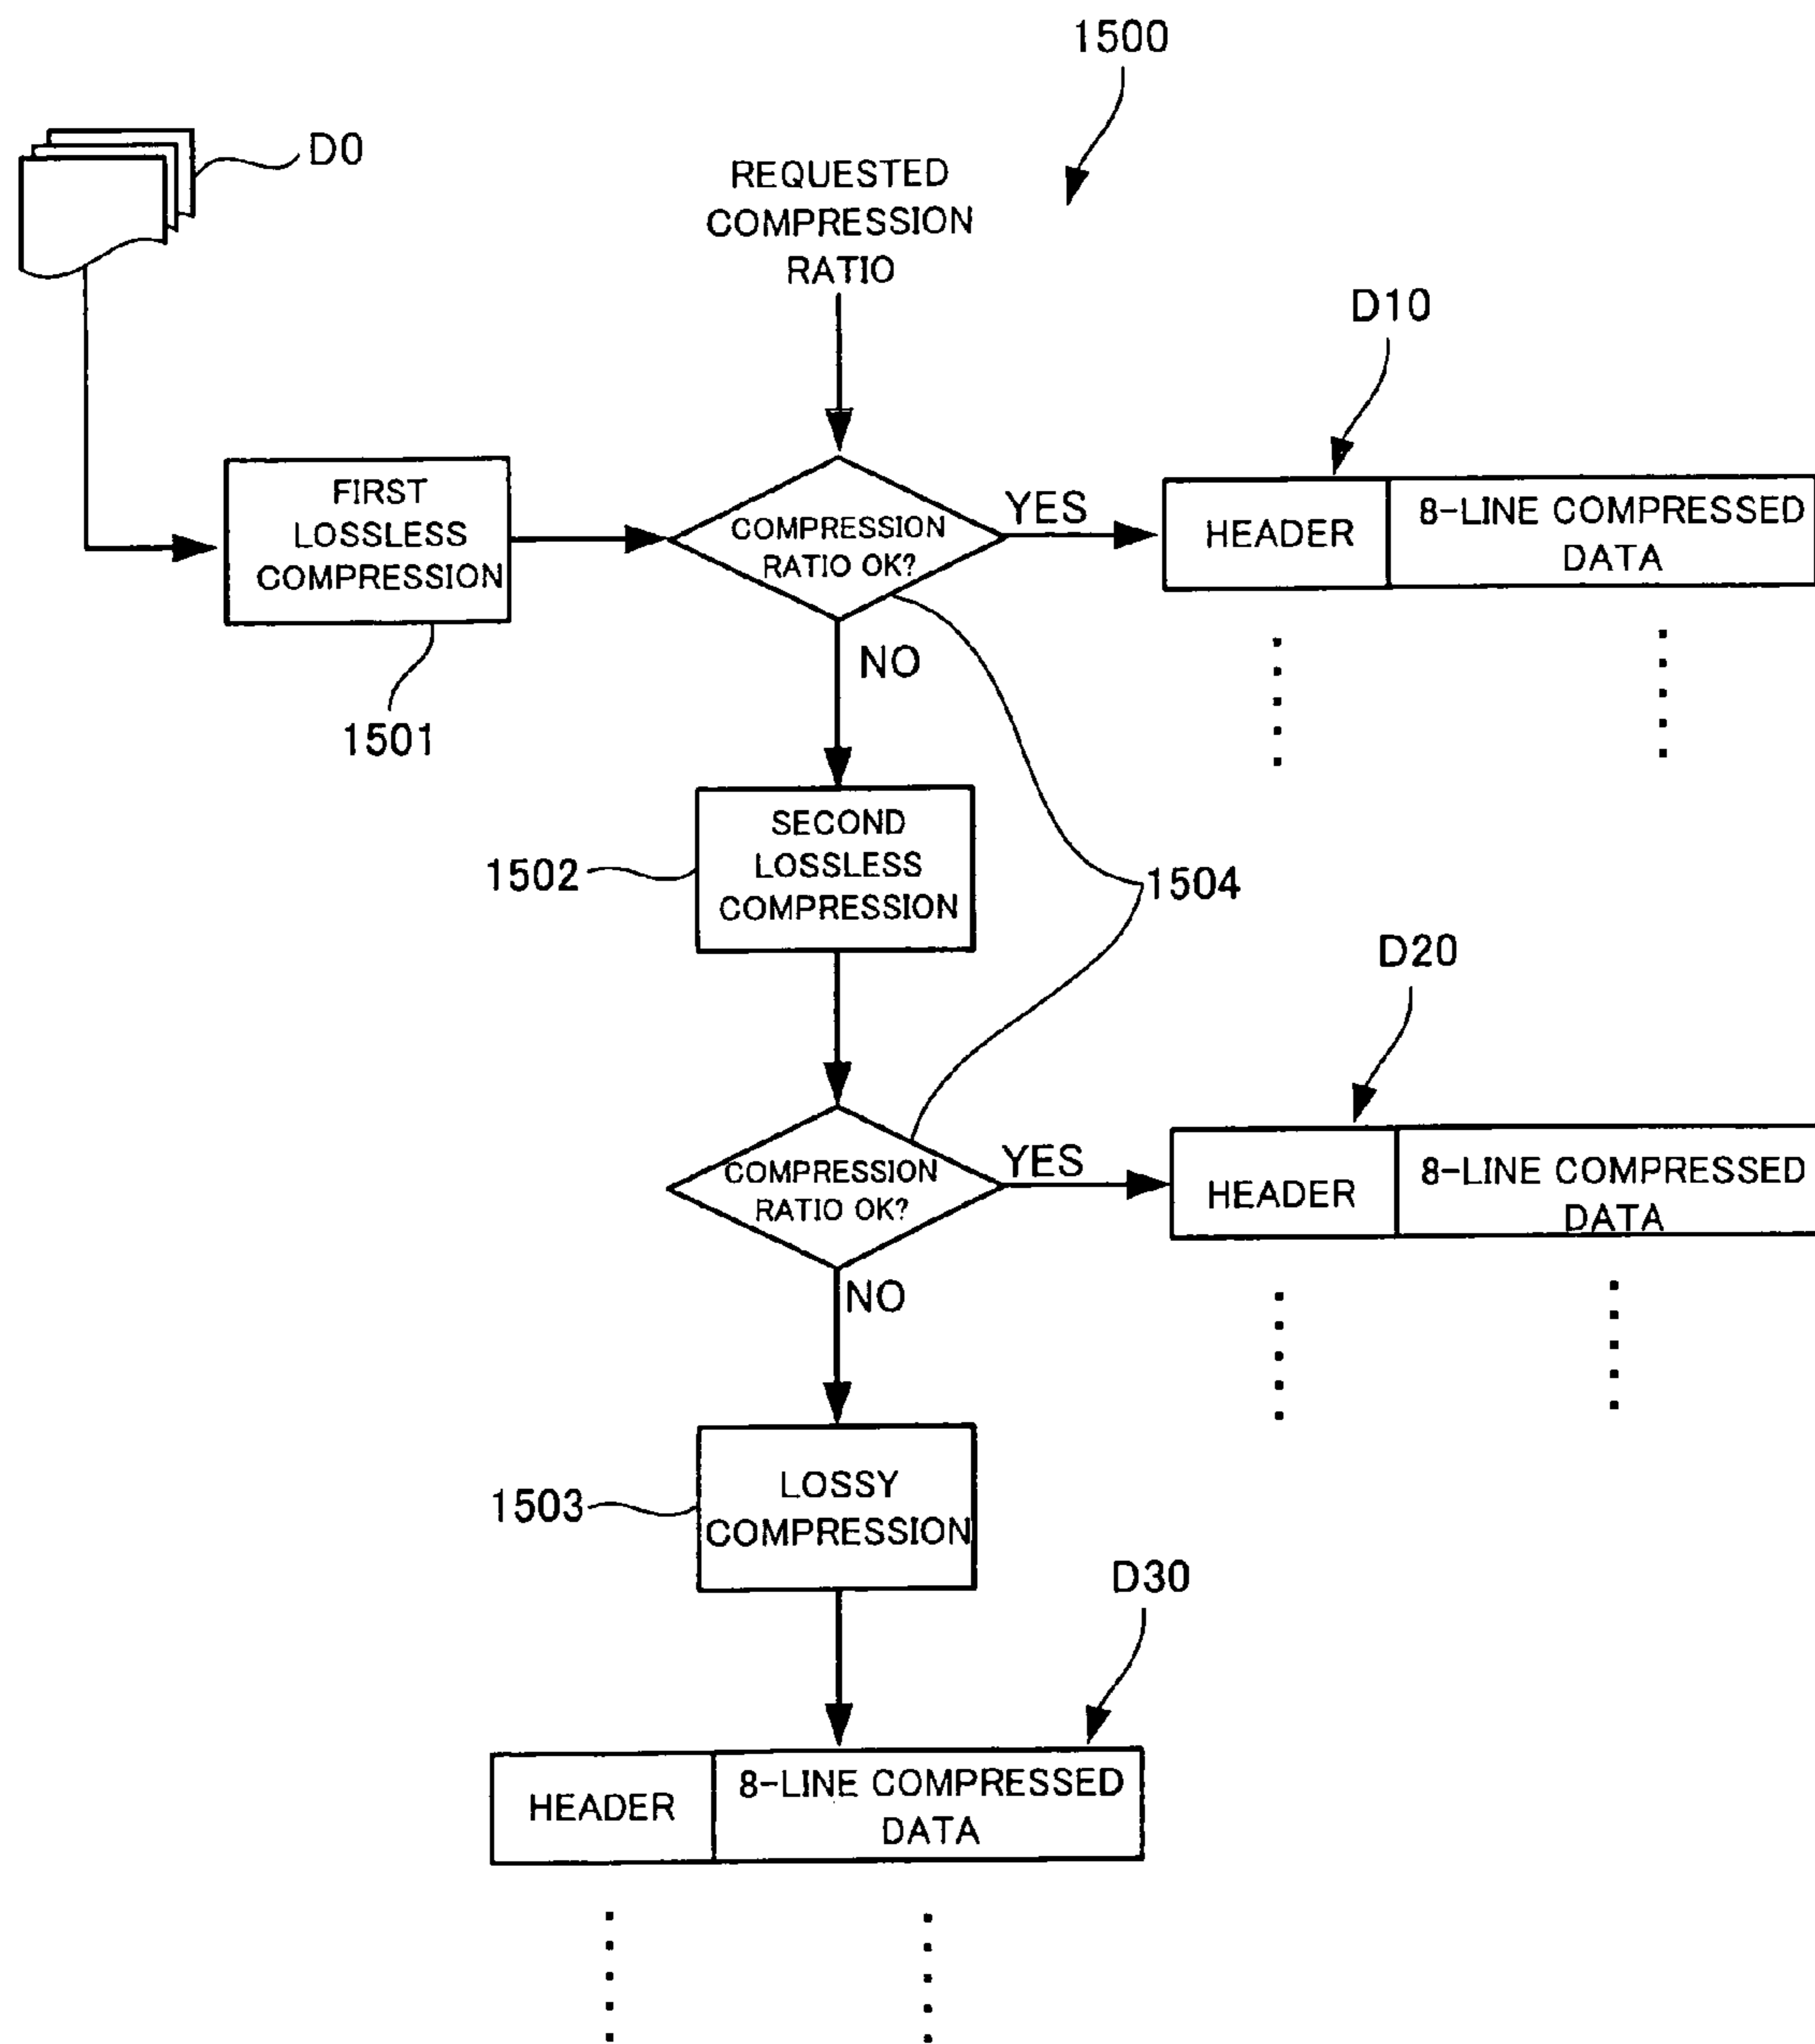 1500
D0
REQUESTED
COMPRESSION
RATIO
D10
FIRST
LOSSLESS
COMPRESSION
COMPRESSION
RATIO OK?
YES
HEADER
8-LINE COMPRESSED
DATA
NO
1501
SECOND
LOSSLESS
COMPRESSION
1502
1504
D20
COMPRESSION
RATIO OK?
YES
HEADER
8-LINE COMPRESSED
DATA
NO
LOSSY
COMPRESSION
1503
D30
HEADER
8-LINE COMPRESSED
DATA